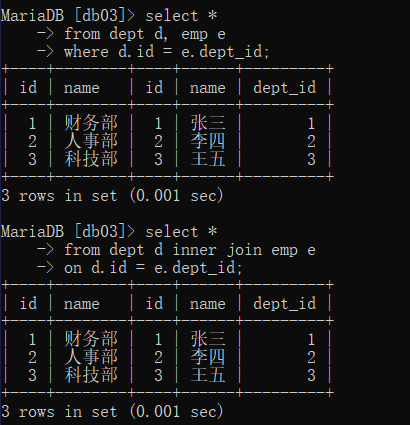 MariaDB [db03]> select *
    -> from dept d, emp e
    -> where d.id = e.dept_id;
+----+--------+----+------+---------+
| id | name   | id | name | dept_id |
+----+--------+----+------+---------+
|  1 | 财务部 |  1 | 张三 |       1 |
|  2 | 人事部 |  2 | 李四 |       2 |
|  3 | 科技部 |  3 | 王五 |       3 |
+----+--------+----+------+---------+
3 rows in set (0.001 sec)

MariaDB [db03]> select *
    -> from dept d inner join emp e
    -> on d.id = e.dept_id;
+----+--------+----+------+---------+
| id | name   | id | name | dept_id |
+----+--------+----+------+---------+
|  1 | 财务部 |  1 | 张三 |       1 |
|  2 | 人事部 |  2 | 李四 |       2 |
|  3 | 科技部 |  3 | 王五 |       3 |
+----+--------+----+------+---------+
3 rows in set (0.001 sec)